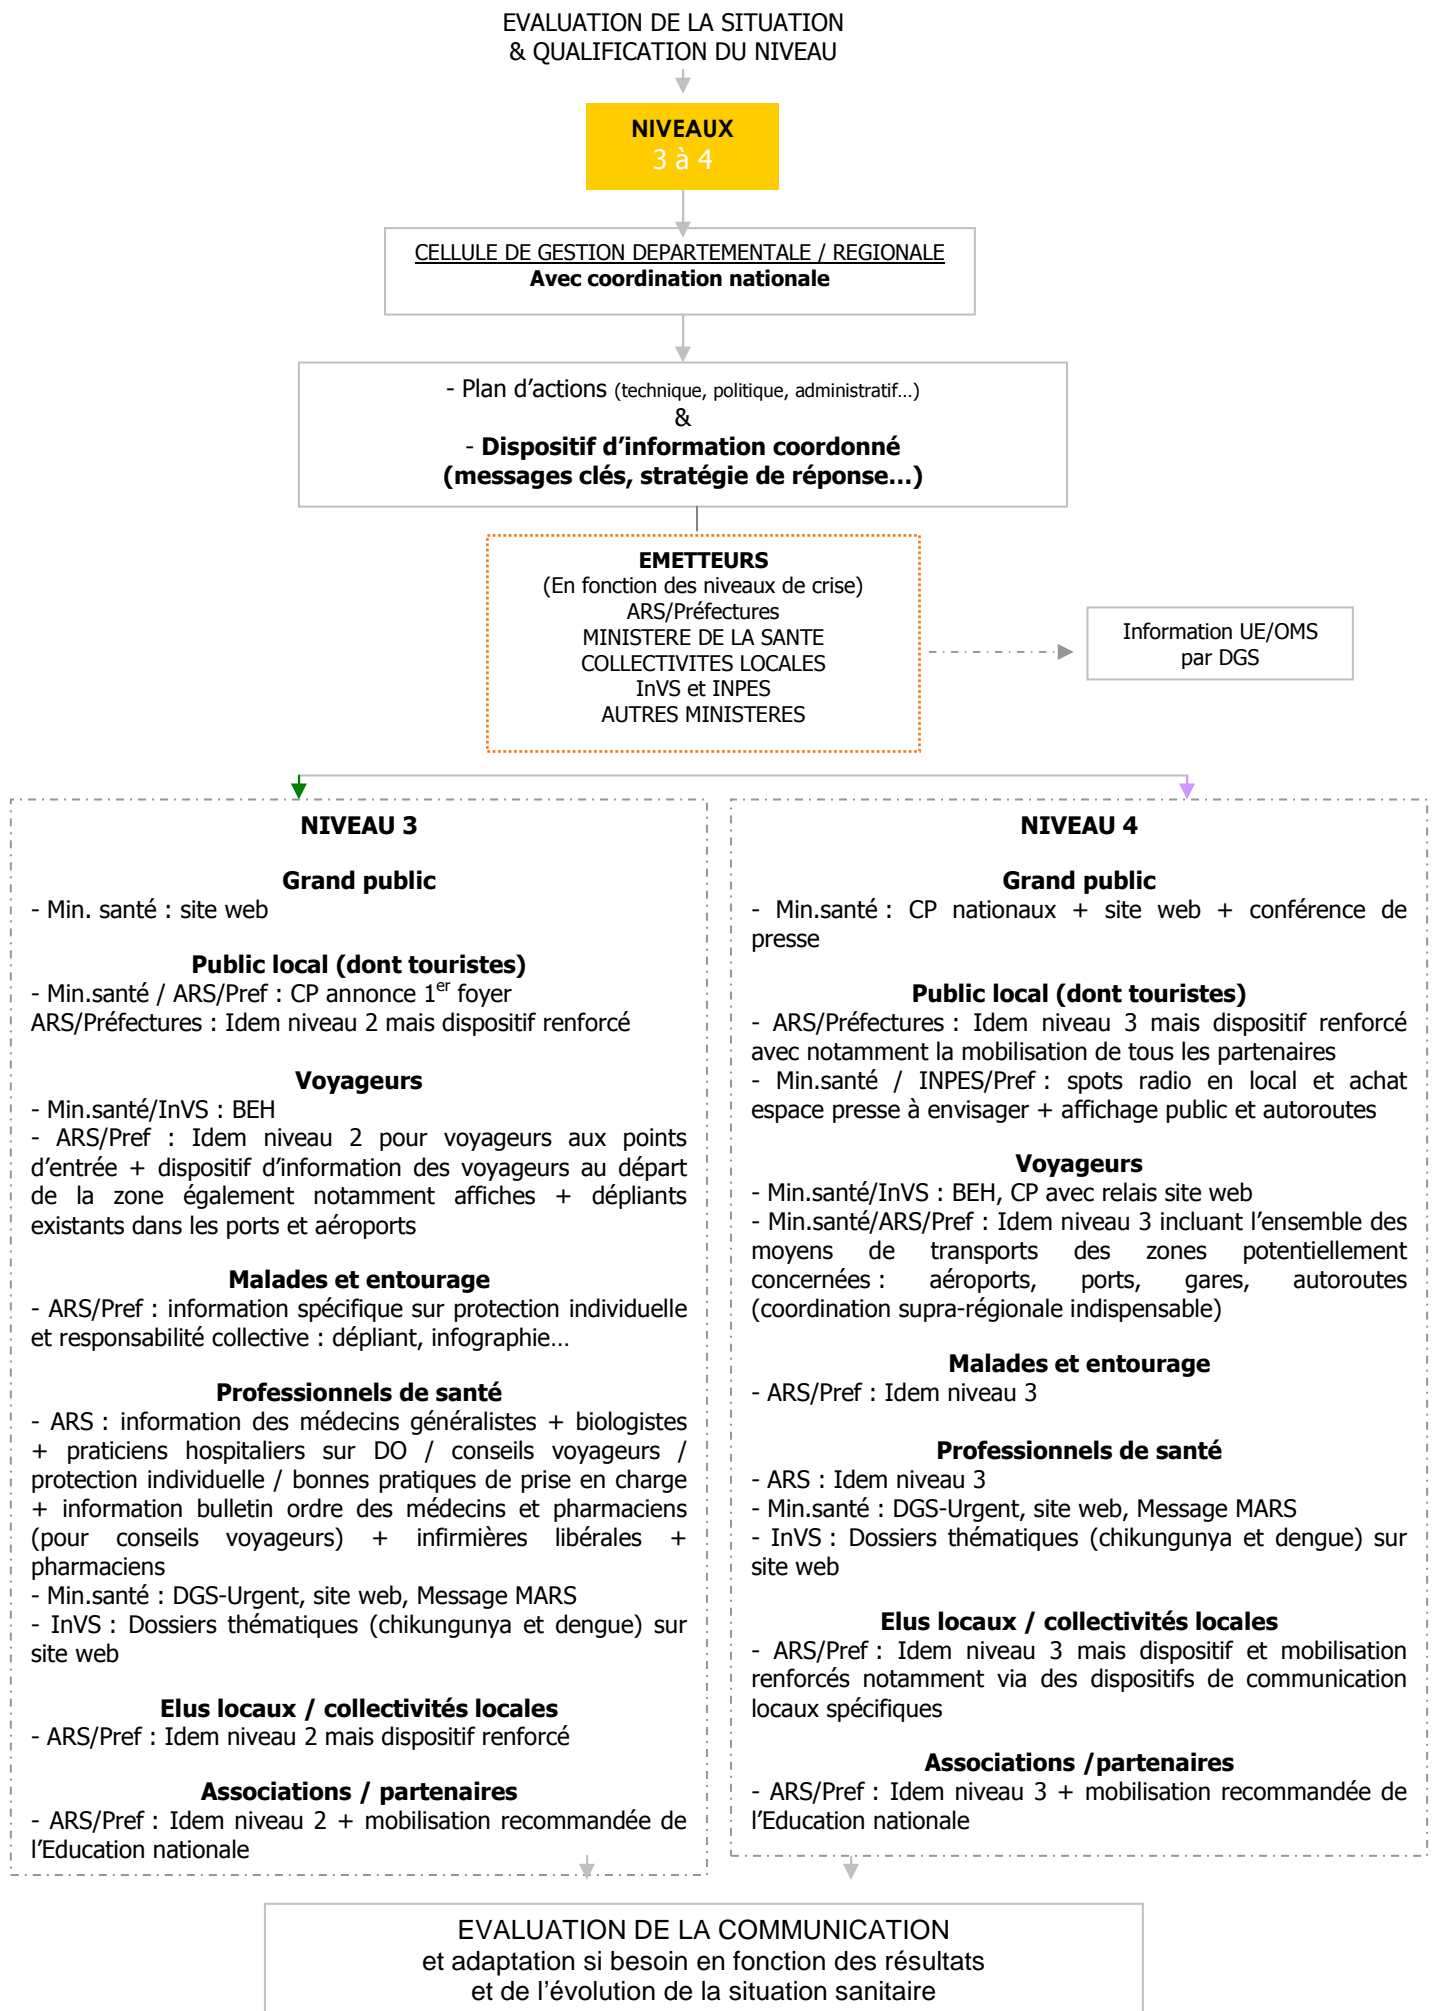 EVALUATION DE LA SITUATION
& QUALIFICATION DU NIVEAU
NIVEAUX
3 à 4
CELLULE DE GESTION DEPARTEMENTALE / REGIONALE
Avec coordination nationale
- Plan d’actions (technique, politique, administratif…)
&
- Dispositif d’information coordonné
(messages clés, stratégie de réponse…)
EMETTEURS
(En fonction des niveaux de crise)
ARS/Préfectures
MINISTERE DE LA SANTE
COLLECTIVITES LOCALES
InVS et INPES
AUTRES MINISTERES
Information UE/OMS
par DGS
NIVEAU 3
Grand public
- Min. santé : site web
Public local (dont touristes)
- Min.santé / ARS/Pref : CP annonce 1er foyer
ARS/Préfectures : Idem niveau 2 mais dispositif renforcé
Voyageurs
- Min.santé/InVS : BEH
- ARS/Pref : Idem niveau 2 pour voyageurs aux points
d’entrée + dispositif d’information des voyageurs au départ
de la zone également notamment affiches + dépliants
existants dans les ports et aéroports
Malades et entourage
- ARS/Pref : information spécifique sur protection individuelle
et responsabilité collective : dépliant, infographie…
Professionnels de santé
- ARS : information des médecins généralistes + biologistes
+ praticiens hospitaliers sur DO / conseils voyageurs /
protection individuelle / bonnes pratiques de prise en charge
+ information bulletin ordre des médecins et pharmaciens
(pour conseils voyageurs) + infirmières libérales +
pharmaciens
- Min.santé : DGS-Urgent, site web, Message MARS
- InVS : Dossiers thématiques (chikungunya et dengue) sur
site web
Elus locaux / collectivités locales
- ARS/Pref : Idem niveau 2 mais dispositif renforcé
Associations / partenaires
- ARS/Pref : Idem niveau 2 + mobilisation recommandée de
l’Education nationale
NIVEAU 4
Grand public
- Min.santé : CP nationaux + site web + conférence de
presse
Public local (dont touristes)
- ARS/Préfectures : Idem niveau 3 mais dispositif renforcé
avec notamment la mobilisation de tous les partenaires
- Min.santé / INPES/Pref : spots radio en local et achat
espace presse à envisager + affichage public et autoroutes
Voyageurs
- Min.santé/InVS : BEH, CP avec relais site web
- Min.santé/ARS/Pref : Idem niveau 3 incluant l’ensemble des
moyens de transports des zones potentiellement
concernées : aéroports, ports, gares, autoroutes
(coordination supra-régionale indispensable)
Malades et entourage
- ARS/Pref : Idem niveau 3
Professionnels de santé
- ARS : Idem niveau 3
- Min.santé : DGS-Urgent, site web, Message MARS
- InVS : Dossiers thématiques (chikungunya et dengue) sur
site web
Elus locaux / collectivités locales
- ARS/Pref : Idem niveau 3 mais dispositif et mobilisation
renforcés notamment via des dispositifs de communication
locaux spécifiques
Associations /partenaires
- ARS/Pref : Idem niveau 3 + mobilisation recommandée de
l’Education nationale
EVALUATION DE LA COMMUNICATION
et adaptation si besoin en fonction des résultats
et de l’évolution de la situation sanitaire